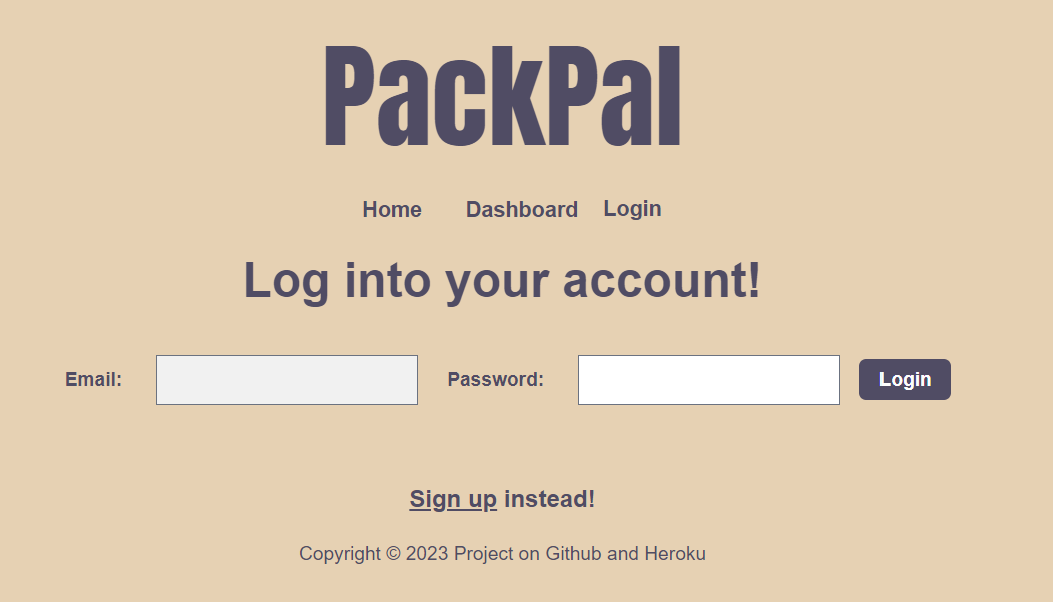 PackPal
Home Dashboard Login
Log into your account!
Email: Password: Login
Sign up instead!
Copyright © 2023 Project on Github and Heroku